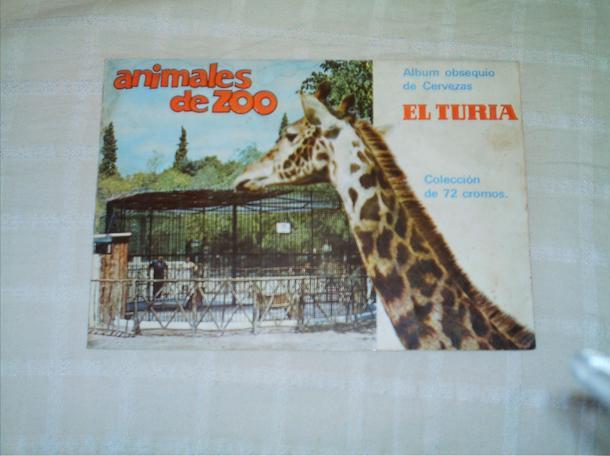 animales
de ZOO
Album obsequio
de Cervezas
EL TURIA
Colección
de 72 cromos.